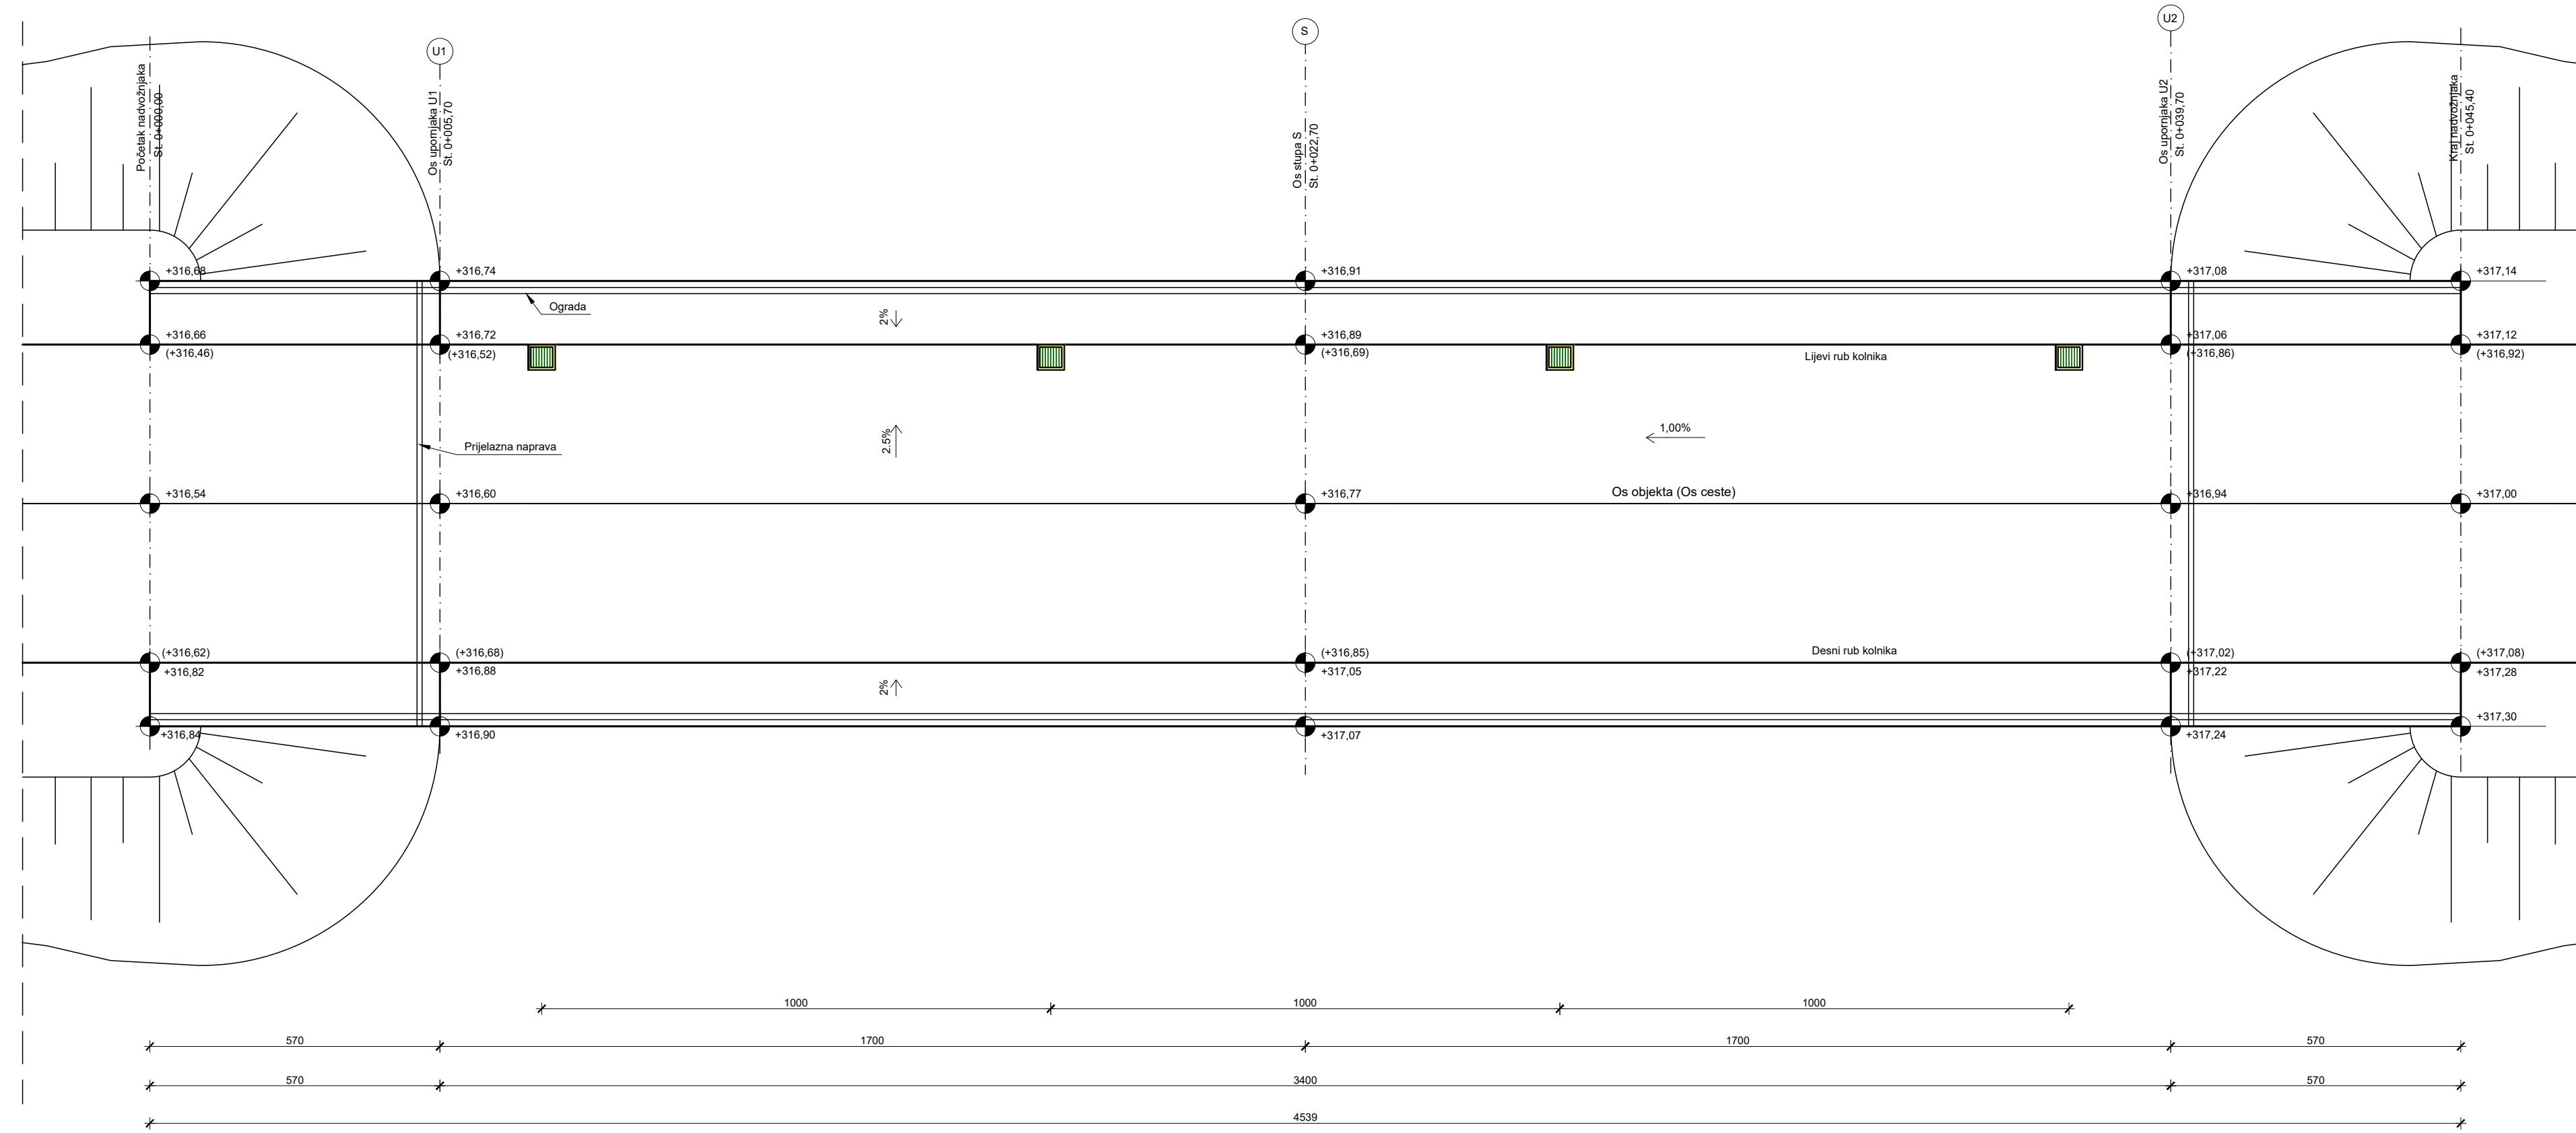 U1
S
U2
Početak nadvožnjaka
St. 0+000,00
Os upornjaka U1
St. 0+005,70
Os stupa S
St. 0+022,70
Os upornjaka U2
St. 0+039,70
Kraj nadvožnjaka
St. 0+045,40
+316,68
+316,74
+316,91
+317,08
+317,14
Ograda
2%
+316,66
+316,72
+316,89
+317,06
+317,12
(+316,46)
(+316,52)
(+316,69)
Lijevi rub kolnika
(+316,86)
(+316,92)
2.5%
1,00%
Prijelazna naprava
+316,54
+316,60
+316,77
Os objekta (Os ceste)
+316,94
+317,00
(+316,62)
(+316,68)
(+316,85)
Desni rub kolnika
(+317,02)
(+317,08)
+316,82
+316,88
+317,05
+317,22
+317,28
2%
+316,84
+316,90
+317,07
+317,24
+317,30
1000
1000
1000
570
1700
1700
570
570
3400
570
4539